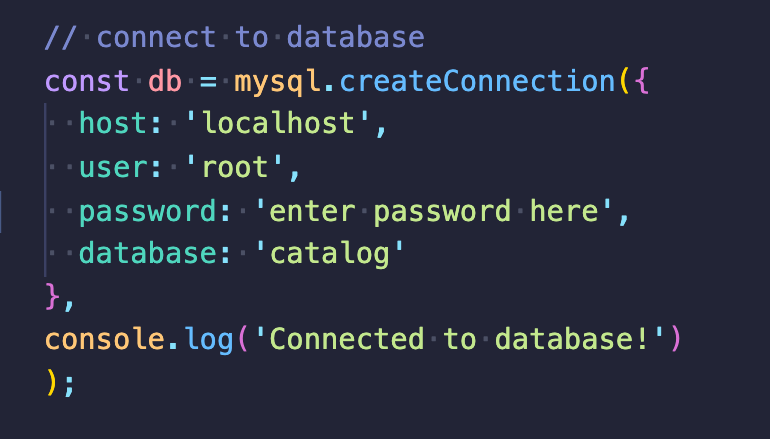 // connect to database
const db = mysql.createConnection({
  host: 'localhost',
  user: 'root',
  password: 'enter password here',
  database: 'catalog'
},
console.log('Connected to database!')
);